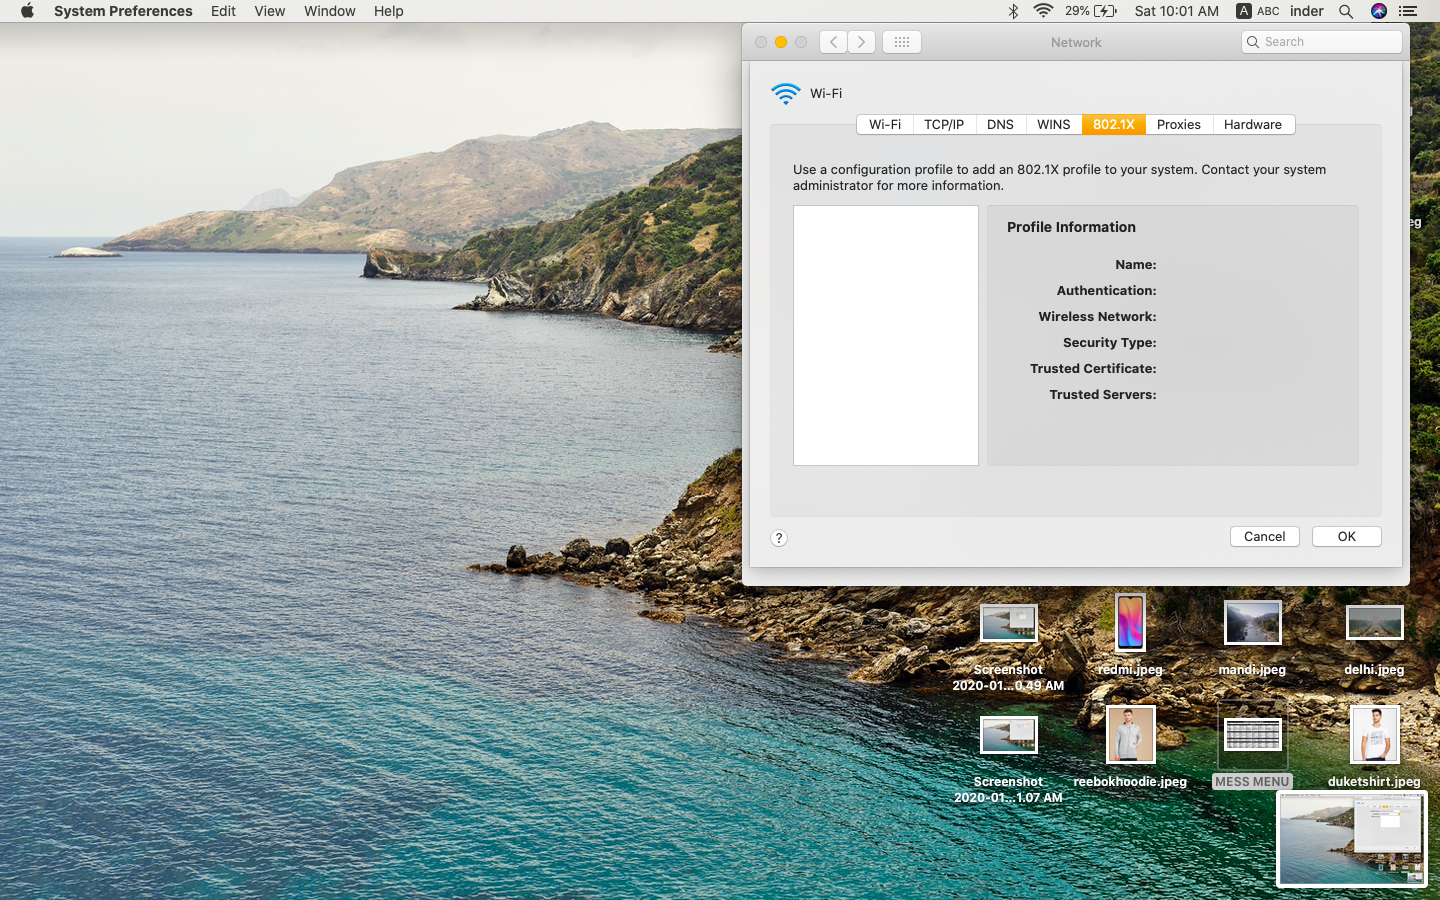 System Preferences Edit View Window Help 29% Sat 10:01 AM A ABC inder
Network Search
Wi-Fi
Wi-Fi TCP/IP DNS WINS 802.1X Proxies Hardware
Use a configuration profile to add an 802.1X profile to your system. Contact your system
administrator for more information.
Profile Information
Name:
Authentication:
Wireless Network:
Security Type:
Trusted Certificate:
Trusted Servers:
? Cancel OK
eg
Screenshot
2020-01...0.49 AM
redmi.jpeg
mandi.jpeg
delhi.jpeg
Screenshot
2020-01...1.07 AM
reebokhoodie.jpeg
MESS MENU
duketshirt.jpeg